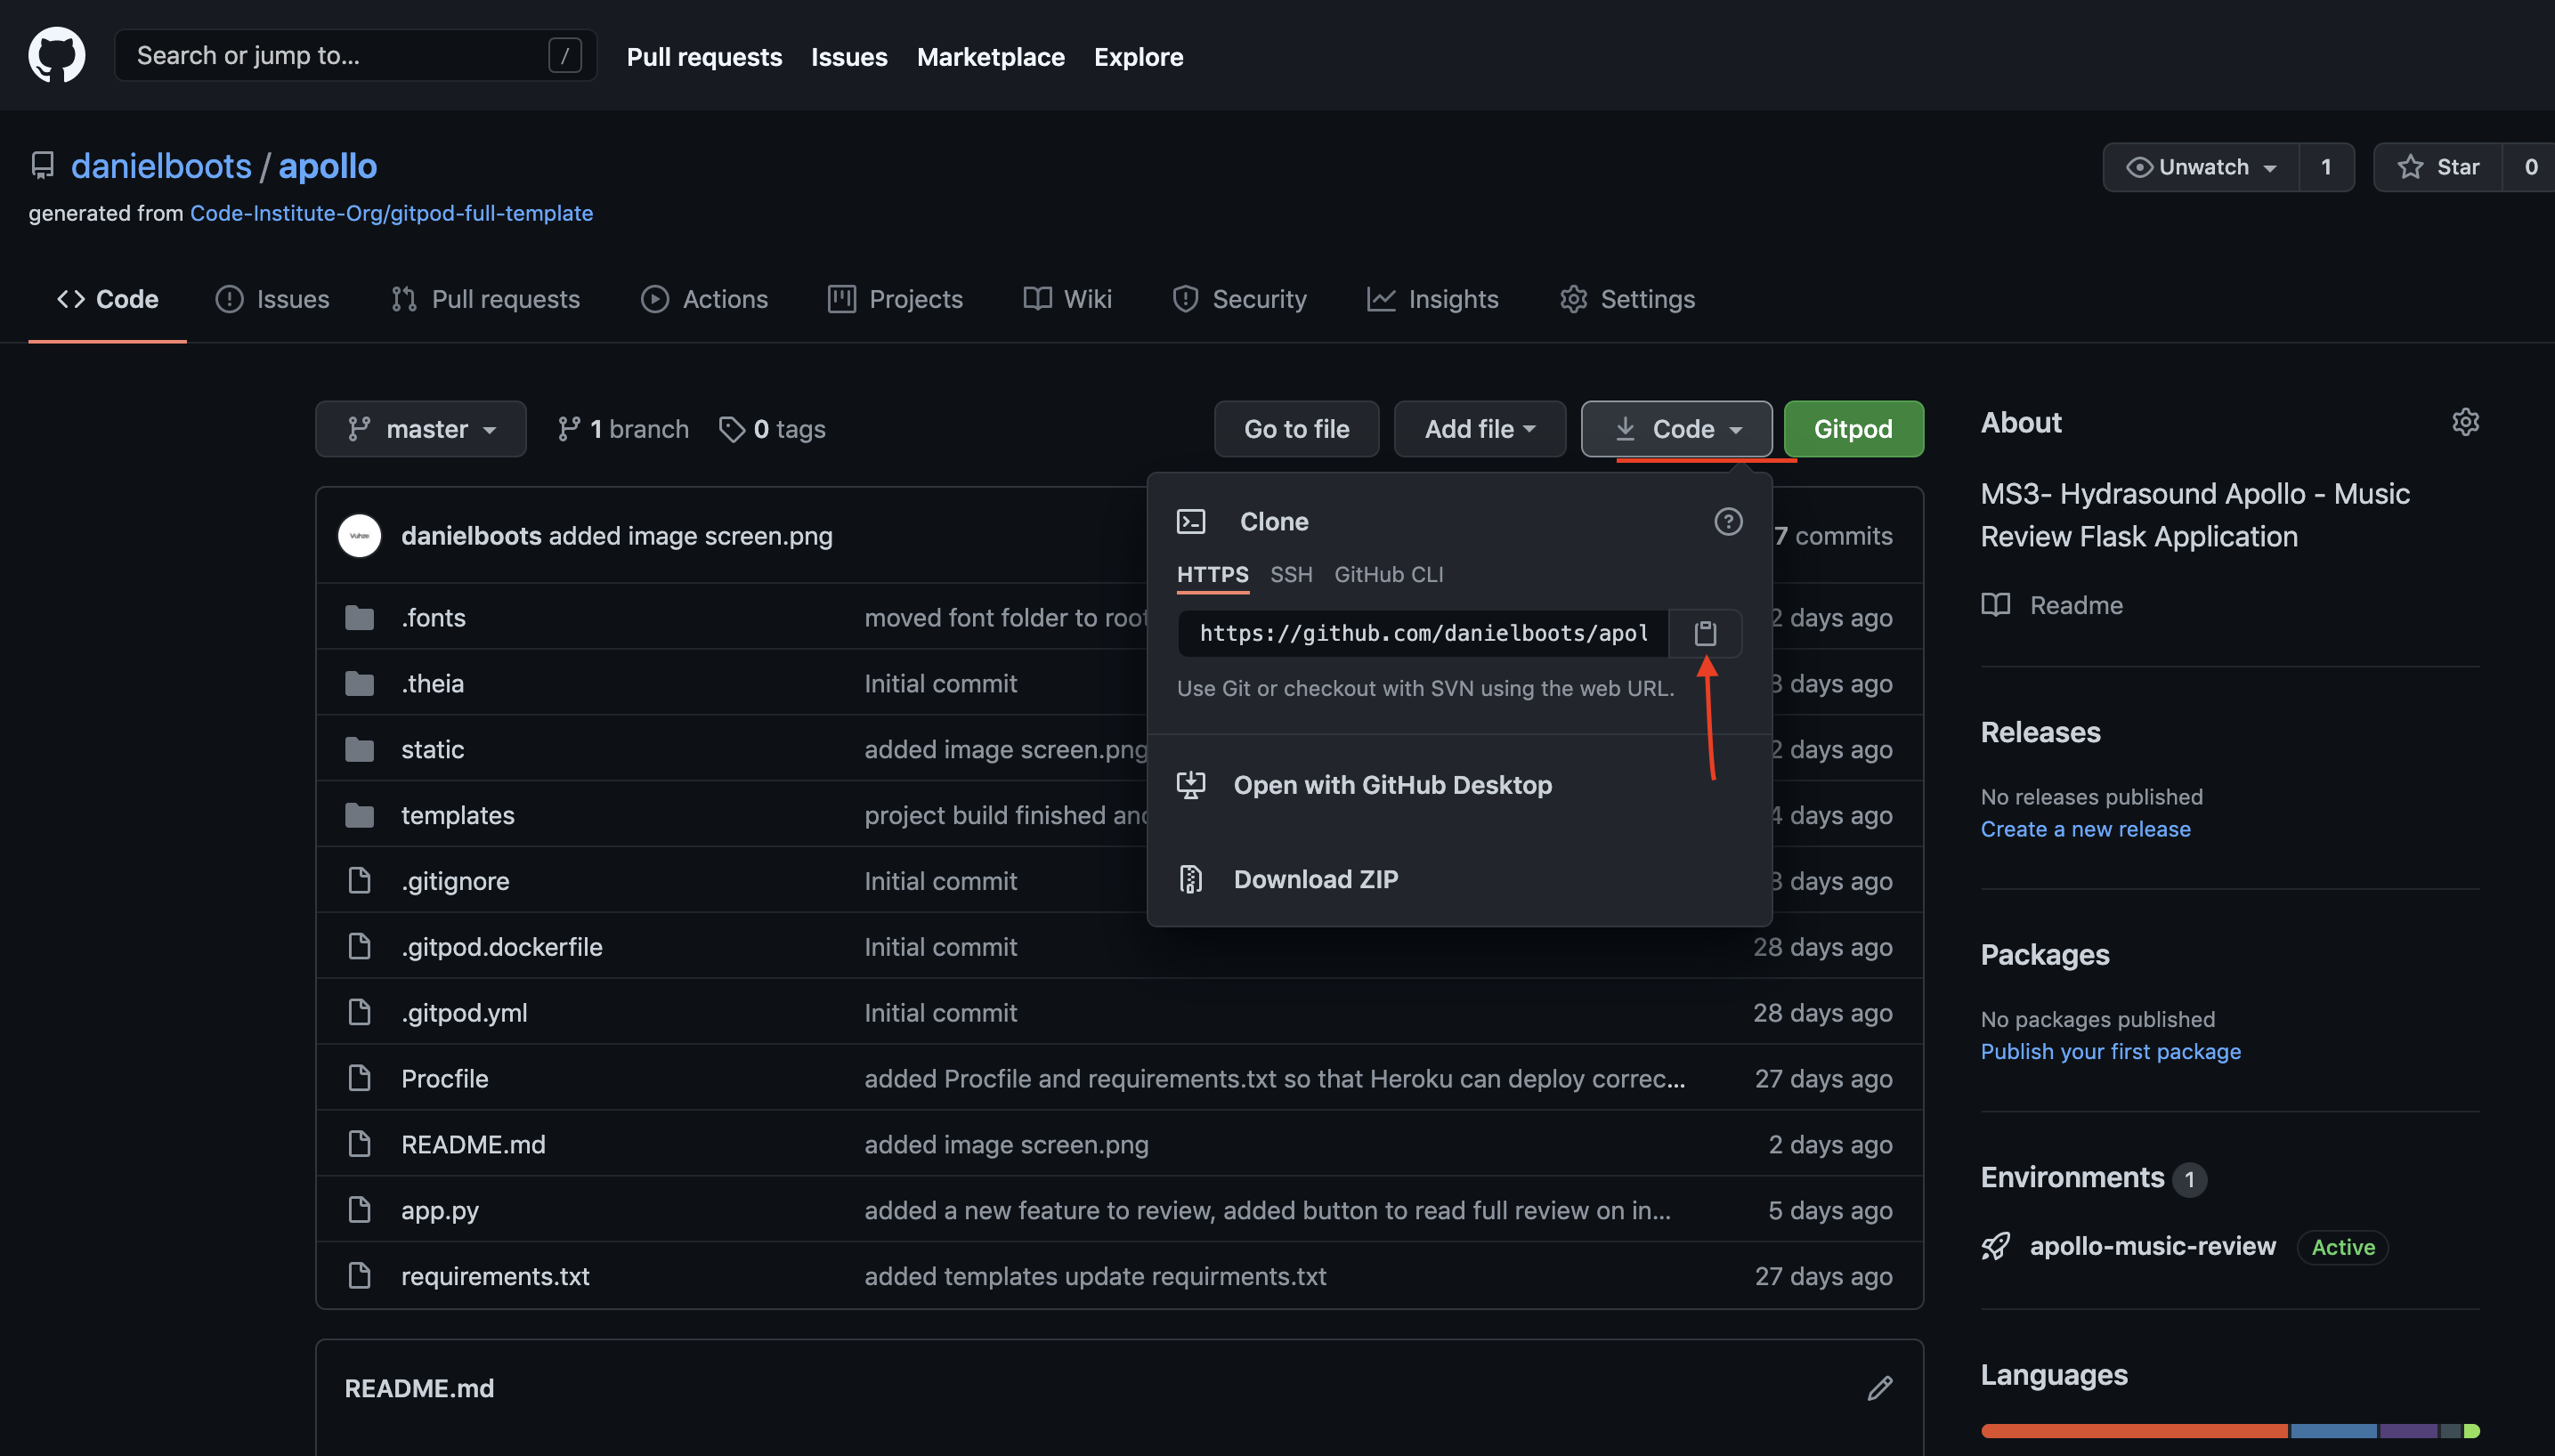 Search or jump to... /
Pull requests Issues Marketplace Explore
danielboots / apollo
generated from Code-Institute-Org/gitpod-full-template
Unwatch 1 Star 0
Code Issues Pull requests Actions Projects Wiki Security Insights Settings
master 1 branch 0 tags
Go to file Add file Code Gitpod
danielboots added image screen.png 7 commits
.fonts moved font folder to root 2 days ago
.theia Initial commit 8 days ago
static added image screen.png 2 days ago
templates project build finished and 4 days ago
.gitignore Initial commit 8 days ago
.gitpod.dockerfile Initial commit 28 days ago
.gitpod.yml Initial commit 28 days ago
Procfile added Procfile and requirements.txt so that Heroku can deploy correc... 27 days ago
README.md added image screen.png 2 days ago
app.py added a new feature to review, added button to read full review on in... 5 days ago
requirements.txt added templates update requirments.txt 27 days ago
Clone
HTTPS SSH GitHub CLI
https://github.com/danielboots/apol
Use Git or checkout with SVN using the web URL.
Open with GitHub Desktop
Download ZIP
README.md
About
MS3- Hydrasound Apollo - Music
Review Flask Application
Readme
Releases
No releases published
Create a new release
Packages
No packages published
Publish your first package
Environments 1
apollo-music-review Active
Languages